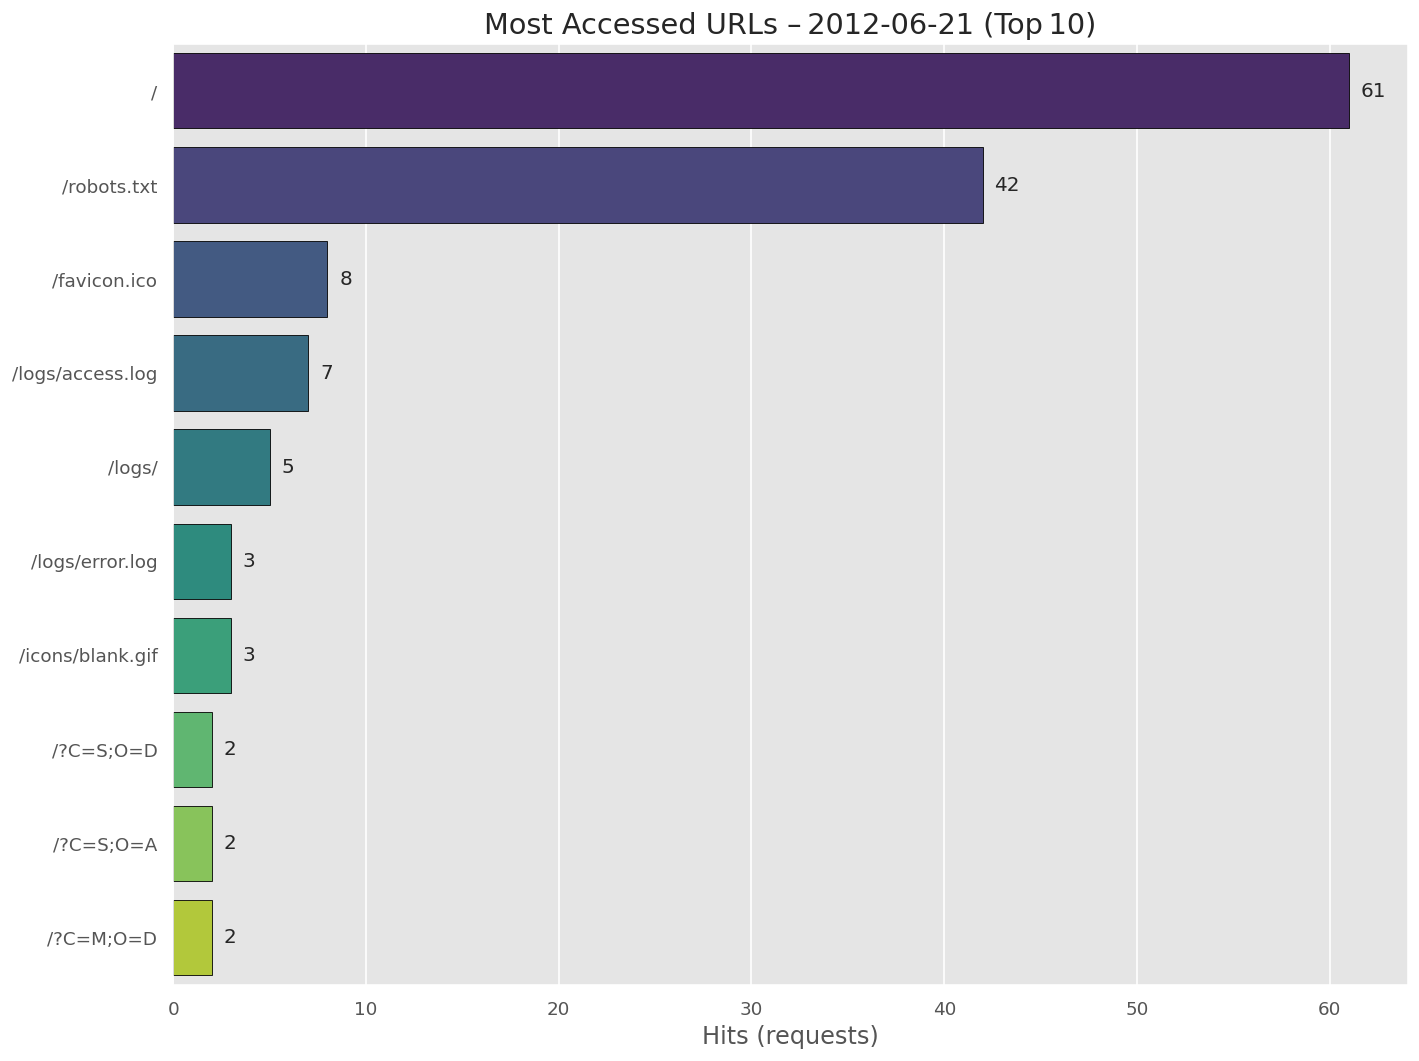 Most Accessed URLs – 2012-06-21 (Top 10)
/ 61
/robots.txt 42
/favicon.ico 8
/logs/access.log 7
/logs/ 5
/logs/error.log 3
/icons/blank.gif 3
/?C=S;O=D 2
/?C=S;O=A 2
/?C=M;O=D 2
0 10 20 30 40 50 60
Hits (requests)